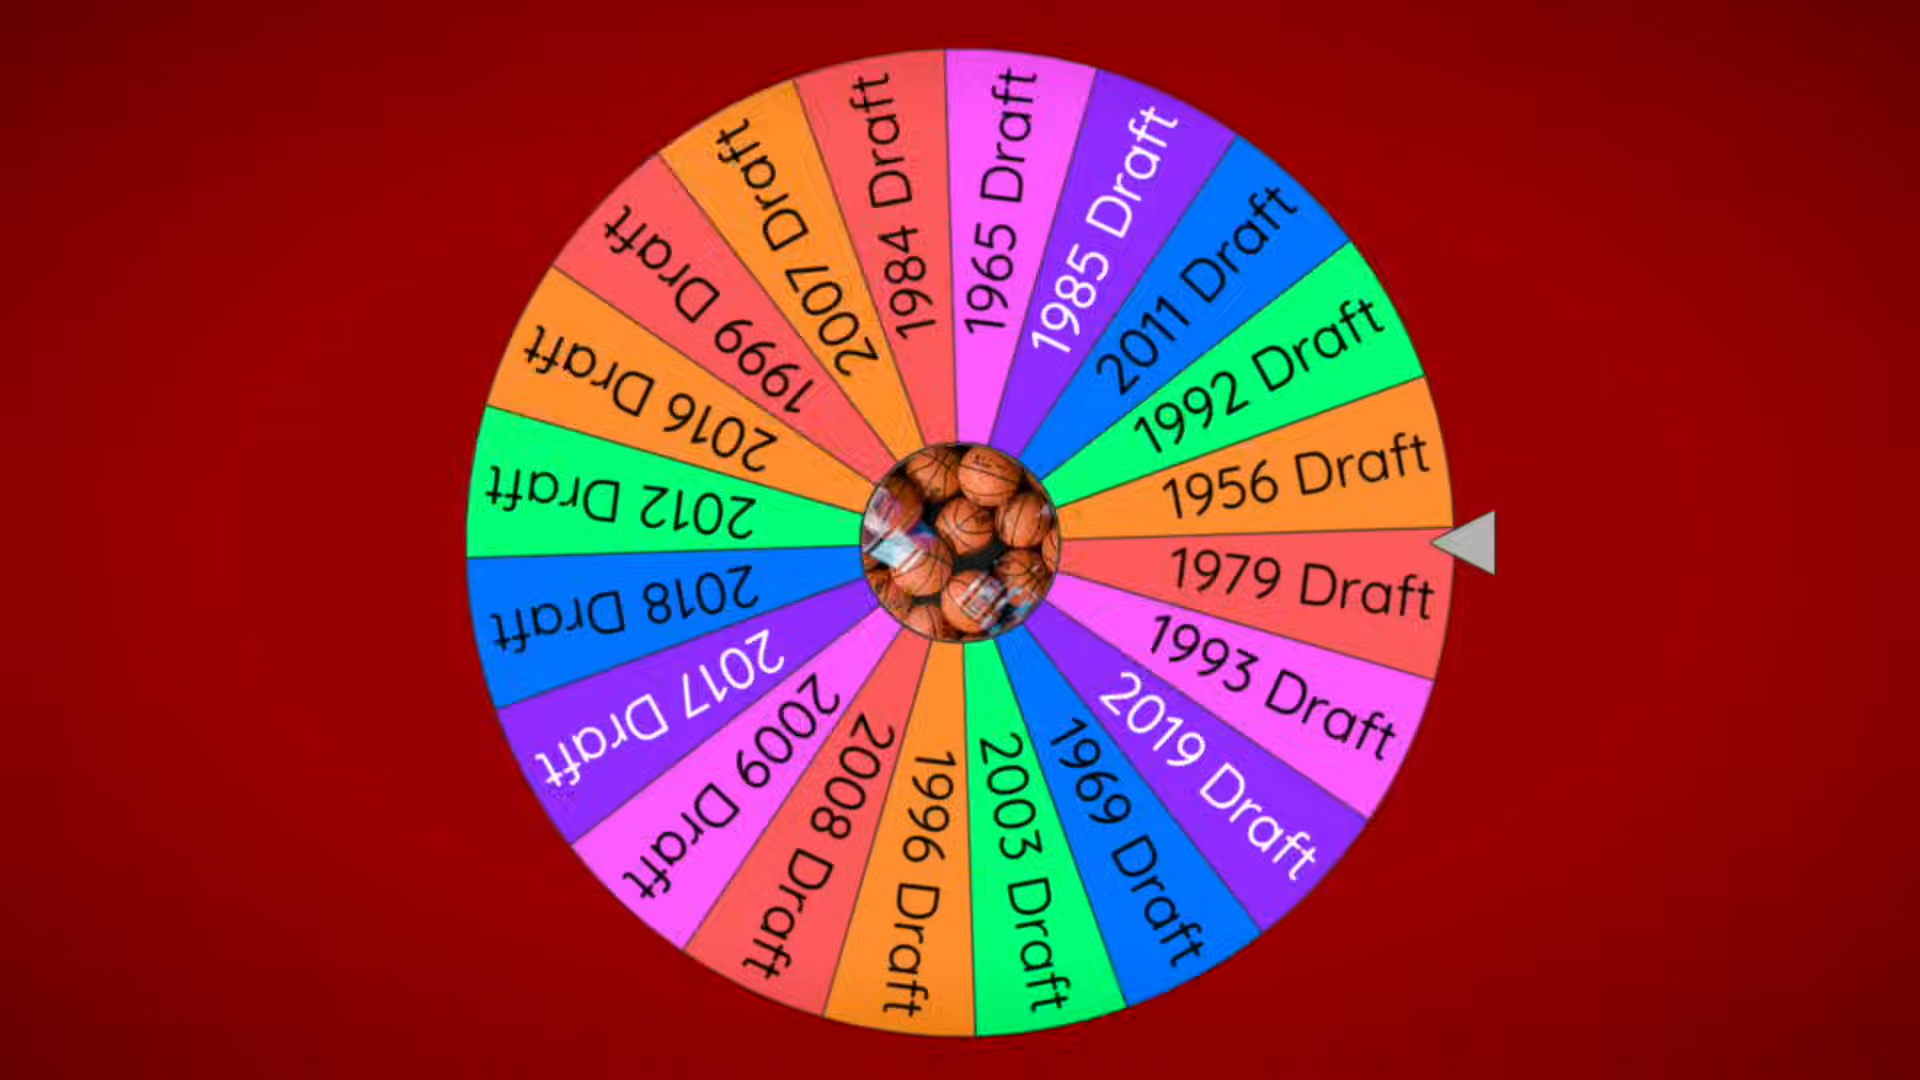 1984 Draft
1965 Draft
1985 Draft
2011 Draft
1992 Draft
1956 Draft
1979 Draft
1993 Draft
2019 Draft
1969 Draft
2003 Draft
1996 Draft
2008 Draft
2009 Draft
2017 Draft
2018 Draft
2012 Draft
2016 Draft
1999 Draft
2007 Draft